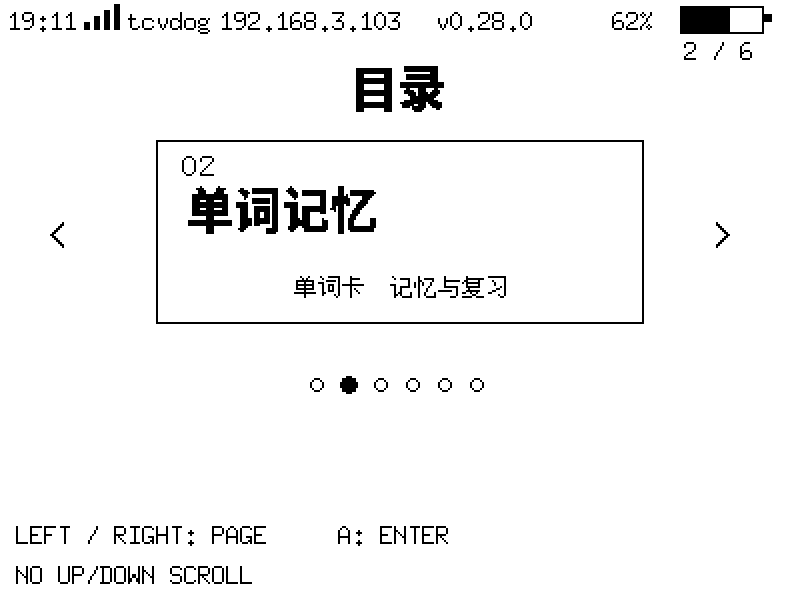 19:11 tcvdog 192.168.3.103 v0.28.0 62%
2 / 6
目录
02
单词记忆
< >
单词卡 记忆与复习
LEFT / RIGHT: PAGE A: ENTER
NO UP/DOWN SCROLL